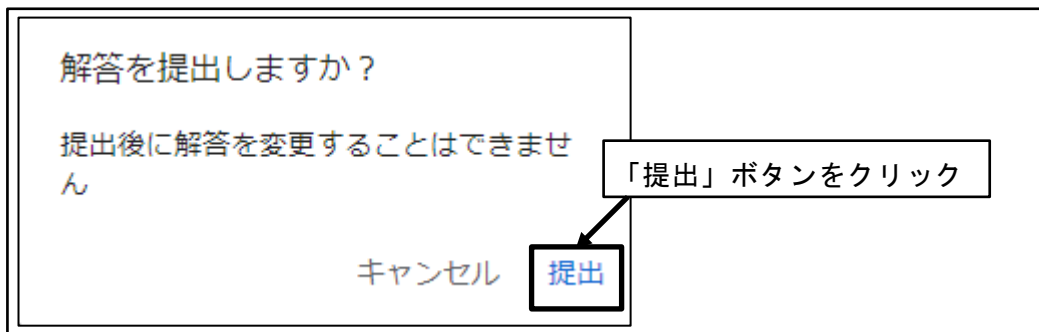 解答を提出しますか？
提出後に解答を変更することはできませ
ん
「提出」ボタンをクリック
キャンセル 提出